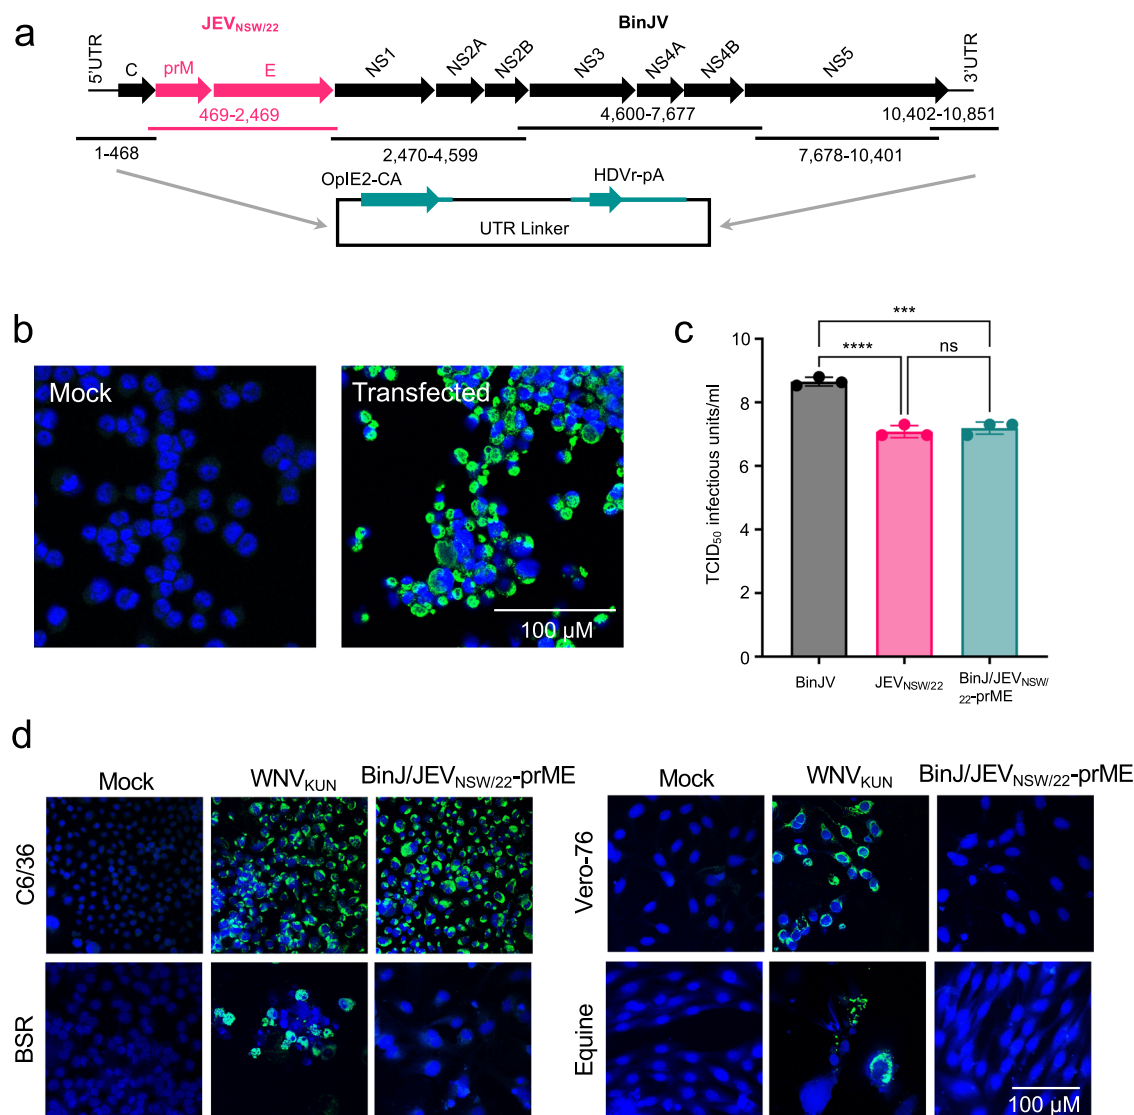 a
JEVNSW/22
BinJV
5'UTR
C
prM
E
NS1
NS2A
NS2B
NS3
NS4A
NS4B
NS5
3'UTR
469-2,469
4,600-7,677
10,402-10,851
1-468
2,470-4,599
7,678-10,401
OpIE2-CA
HDVr-pA
UTR Linker
b
Mock
Transfected
100 µM
c
***
****
ns
TCID50 infectious units/ml
10
8
6
4
2
0
BinJV
JEVNSW/22
BinJ/JEVNSW/
22-prME
d
Mock
WNVKUN
BinJ/JEVNSW/22-prME
C6/36
BSR
Mock
WNVKUN
BinJ/JEVNSW/22-prME
Vero-76
Equine
100 µM